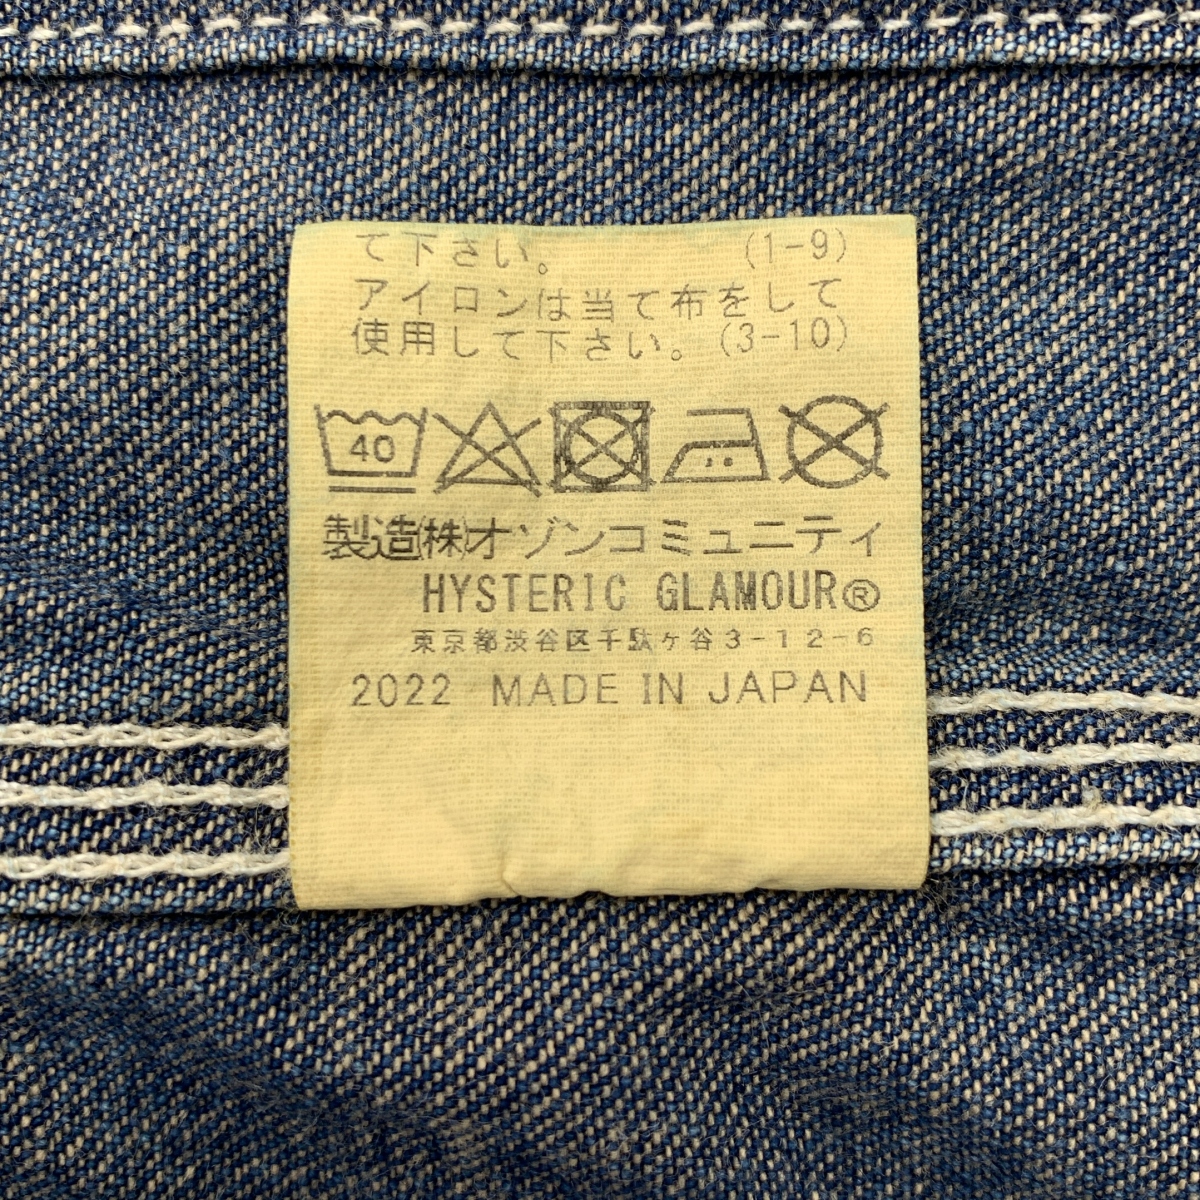 て下さい。 (1-9)
アイロンは当て布をして
使用して下さい。(3-10)
40
製造㈱オゾンコミュニティ
HYSTERIC GLAMOUR®
東京都渋谷区千駄ヶ谷3-12-6
2022 MADE IN JAPAN